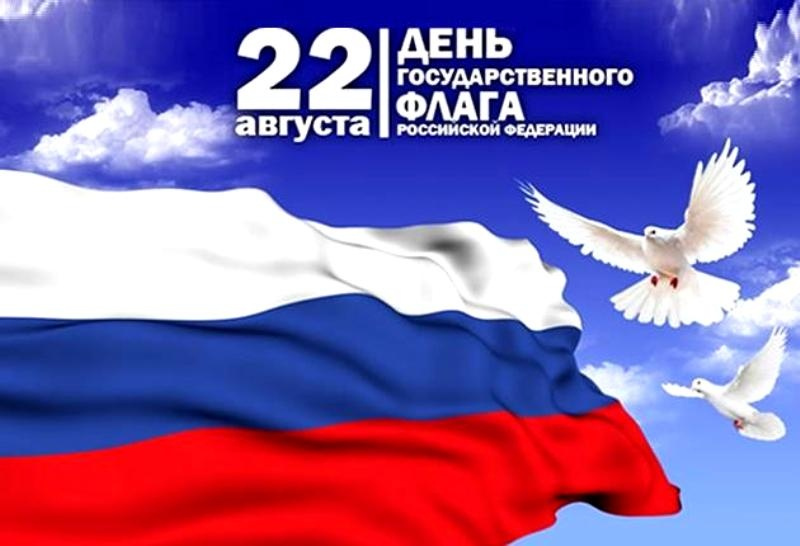 22
августа
ДЕНЬ
ГОСУДАРСТВЕННОГО
ФЛАГА
РОССИЙСКОЙ ФЕДЕРАЦИИ